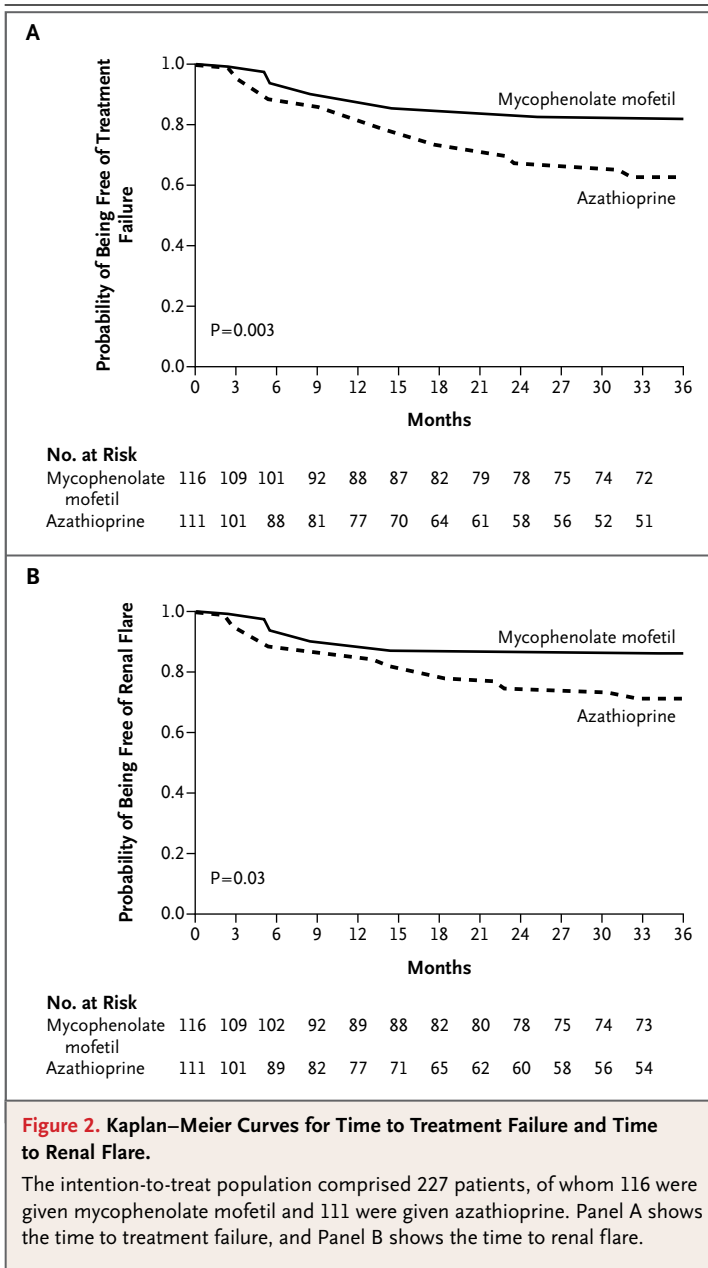 A
Probability of Being Free of Treatment
Failure
1.0
0.8
0.6
0.4
0.2
0.0
Mycophenolate mofetil
Azathioprine
P=0.003
0 3 6 9 12 15 18 21 24 27 30 33 36
Months
No. at Risk
Mycophenolate 116 109 101 92 88 87 82 79 78 75 74 72
mofetil
Azathioprine 111 101 88 81 77 70 64 61 58 56 52 51
B
Probability of Being Free of Renal Flare
1.0
0.8
0.6
0.4
0.2
0.0
Mycophenolate mofetil
Azathioprine
P=0.03
0 3 6 9 12 15 18 21 24 27 30 33 36
Months
No. at Risk
Mycophenolate 116 109 102 92 89 88 82 80 78 75 74 73
mofetil
Azathioprine 111 101 89 82 77 71 65 62 60 58 56 54
Figure 2. Kaplan–Meier Curves for Time to Treatment Failure and Time
to Renal Flare.
The intention-to-treat population comprised 227 patients, of whom 116 were
given mycophenolate mofetil and 111 were given azathioprine. Panel A shows
the time to treatment failure, and Panel B shows the time to renal flare.